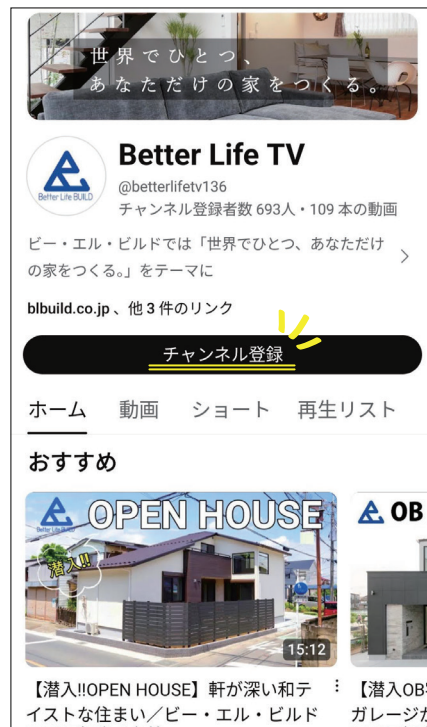 世界でひとつ、
あなただけの家をつくる。
Better Life BUILD
Better Life TV
@betterlifetv136
チャンネル登録者数 693人・109 本の動画
ビー・エル・ビルドでは「世界でひとつ、あなただけ
の家をつくる。」をテーマに
blbuild.co.jp 、他 3 件のリンク
チャンネル登録
ホーム 動画 ショート 再生リスト
おすすめ
OPEN HOUSE
潜入!!
15:12
OB
【潜入!!OPEN HOUSE】軒が深い和テ
イストな住まい／ビー・エル・ビルド
【潜入OB
ガレージ